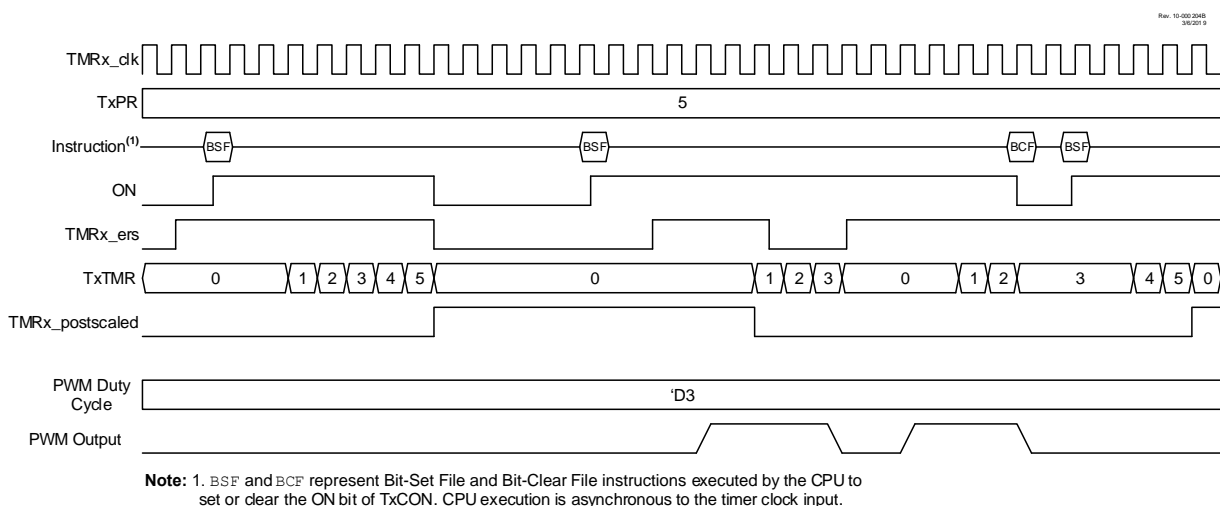 Rev. 10-000204B
3/6/2019
TMRx_clk
TxPR
5
Instruction(1)
BSF
BSF
BCF
BSF
ON
TMRx_ers
TxTMR
0
1
2
3
4
5
0
1
2
3
0
1
2
3
4
5
0
TMRx_postscaled
PWM Duty
Cycle
'D3
PWM Output
Note: 1. BSF and BCF represent Bit-Set File and Bit-Clear File instructions executed by the CPU to
set or clear the ON bit of TxCON. CPU execution is asynchronous to the timer clock input.